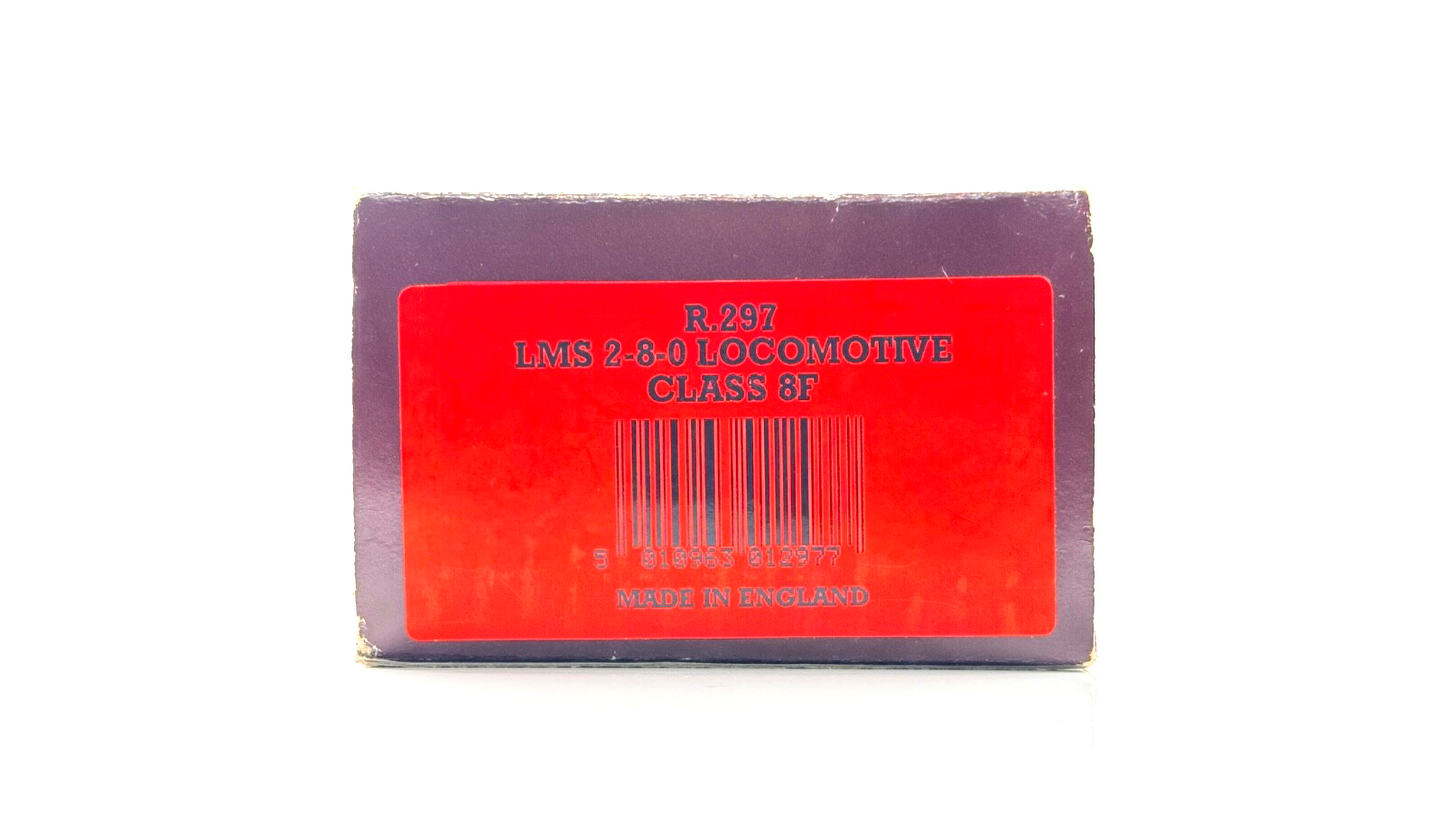 R.297
LMS 2-8-0 LOCOMOTIVE
CLASS 8F
5 010963 012977
MADE IN ENGLAND